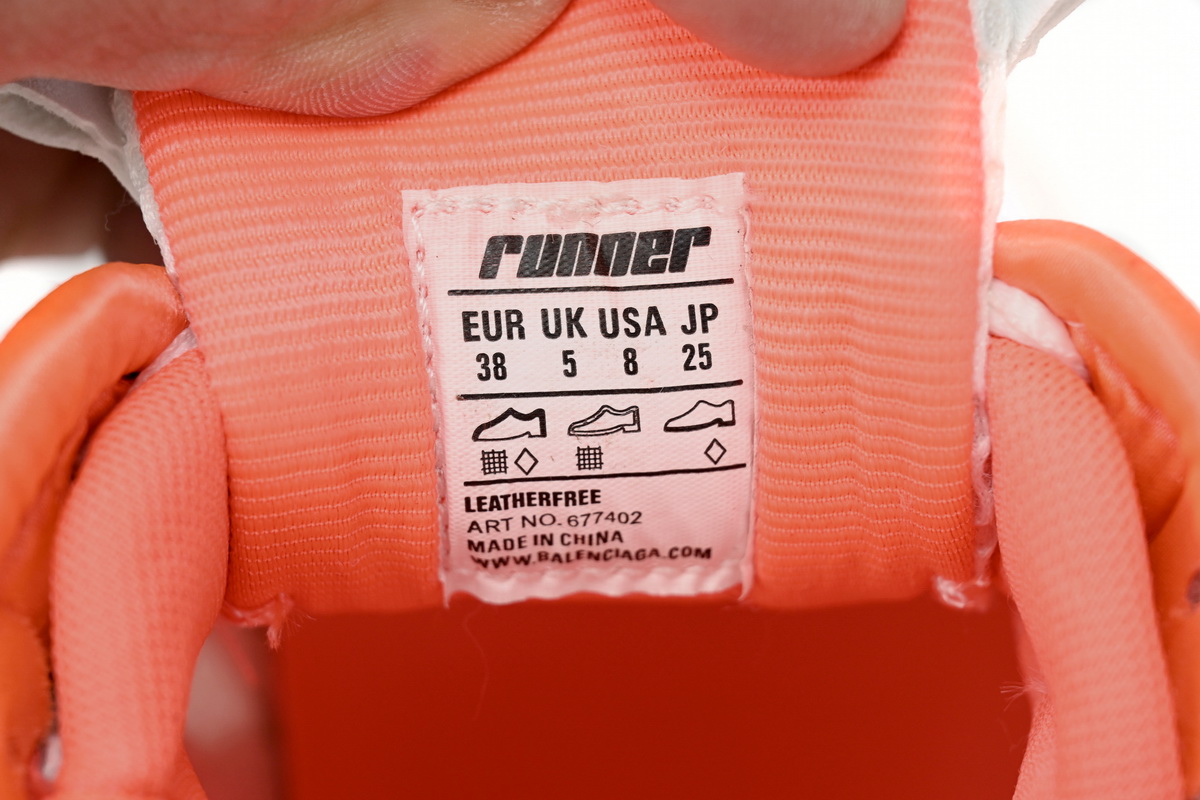 runner
EUR UK USA JP
38 5 8 25
LEATHERFREE
ART NO. 677402
MADE IN CHINA
WWW.BALENCIAGA.COM